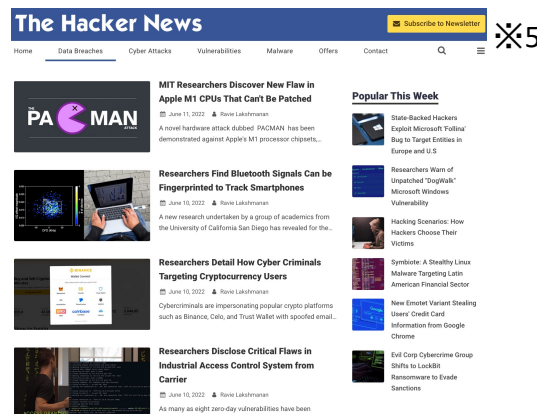 The Hacker News
Subscribe to Newsletter
※5
Home Data Breaches Cyber Attacks Vulnerabilities Malware Offers Contact
THE
PACMAN
ATTACK
MIT Researchers Discover New Flaw in
Apple M1 CPUs That Can't Be Patched
June 11, 2022 Ravie Lakshmanan
A novel hardware attack dubbed PACMAN has been
demonstrated against Apple's M1 processor chipsets,...
Researchers Find Bluetooth Signals Can be
Fingerprinted to Track Smartphones
June 10, 2022 Ravie Lakshmanan
A new research undertaken by a group of academics from
the University of California San Diego has revealed for the...
BINANCE
coinbase
Researchers Detail How Cyber Criminals
Targeting Cryptocurrency Users
June 10, 2022 Ravie Lakshmanan
Cybercriminals are impersonating popular crypto platforms
such as Binance, Celo, and Trust Wallet with spoofed email...
Researchers Disclose Critical Flaws in
Industrial Access Control System from
Carrier
June 10, 2022 Ravie Lakshmanan
As many as eight zero-day vulnerabilities have been
Popular This Week
State-Backed Hackers
Exploit Microsoft 'Follina'
Bug to Target Entities in
Europe and U.S
Researchers Warn of
Unpatched "DogWalk"
Microsoft Windows
Vulnerability
Hacking Scenarios: How
Hackers Choose Their
Victims
Symbiote: A Stealthy Linux
Malware Targeting Latin
American Financial Sector
New Emotet Variant Stealing
Users' Credit Card
Information from Google
Chrome
Evil Corp Cybercrime Group
Shifts to LockBit
Ransomware to Evade
Sanctions